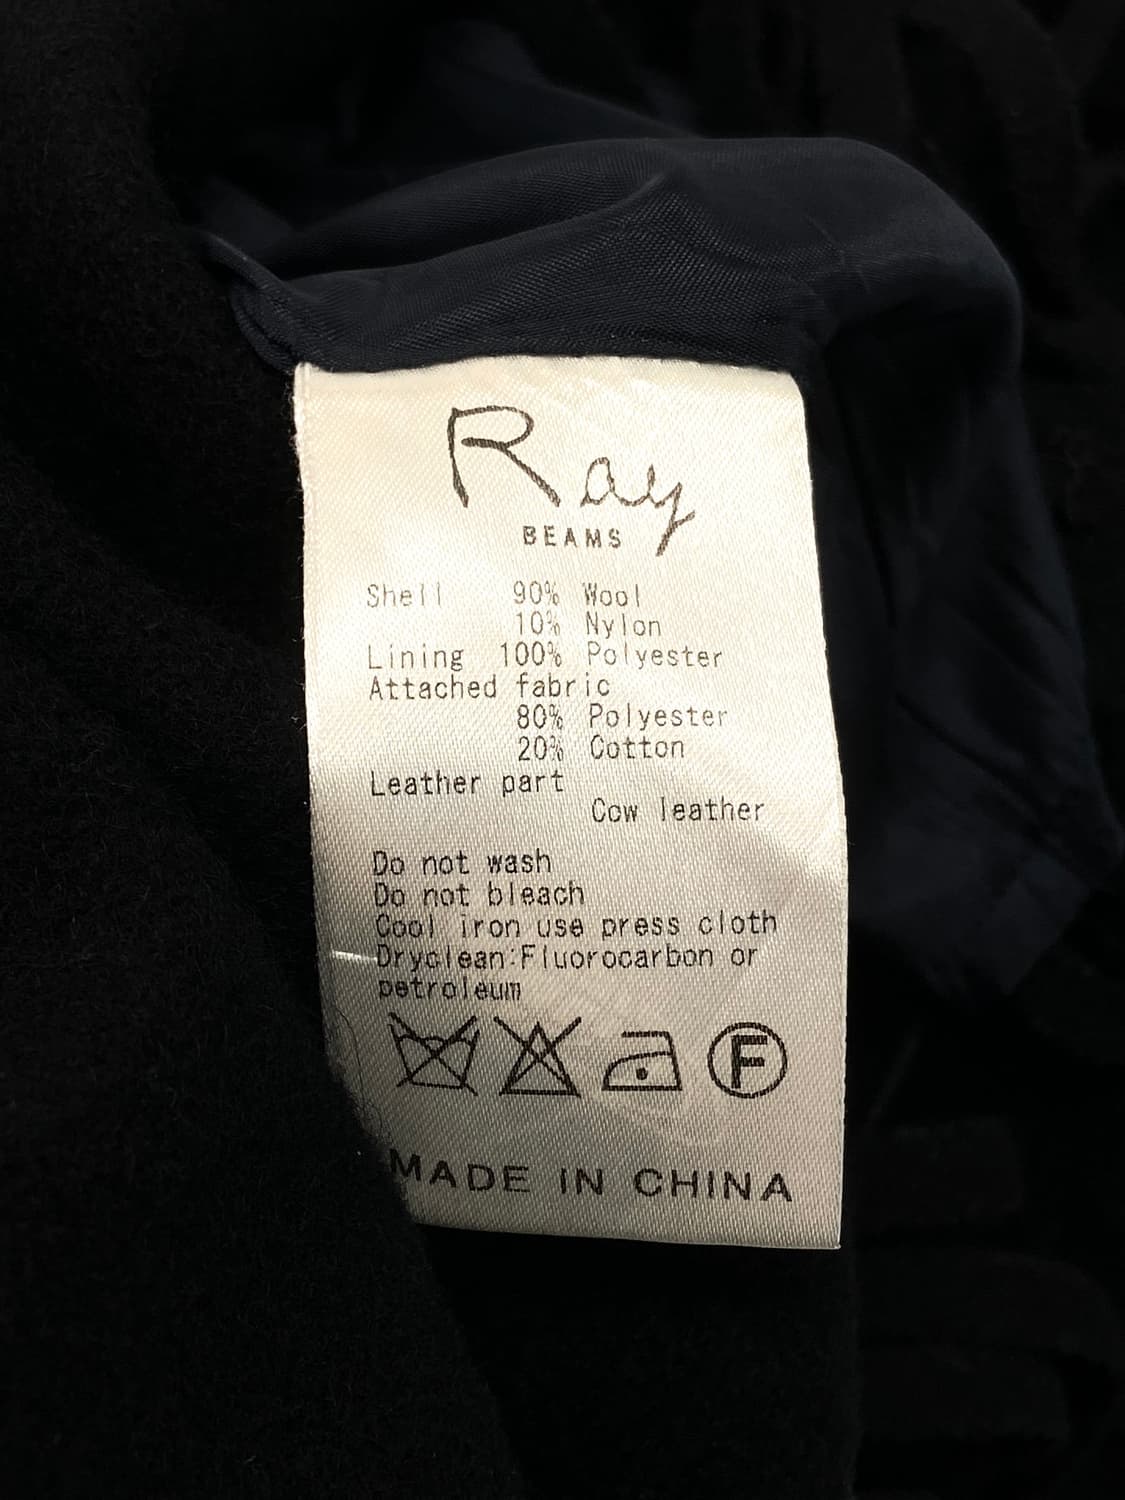 Ray
BEAMS
Shell 90% Wool
10% Nylon
Lining 100% Polyester
Attached fabric
80% Polyester
20% Cotton
Leather part
Cow leather
Do not wash
Do not bleach
Cool iron use press cloth
Dryclean:Fluorocarbon or
petroleum
F
MADE IN CHINA